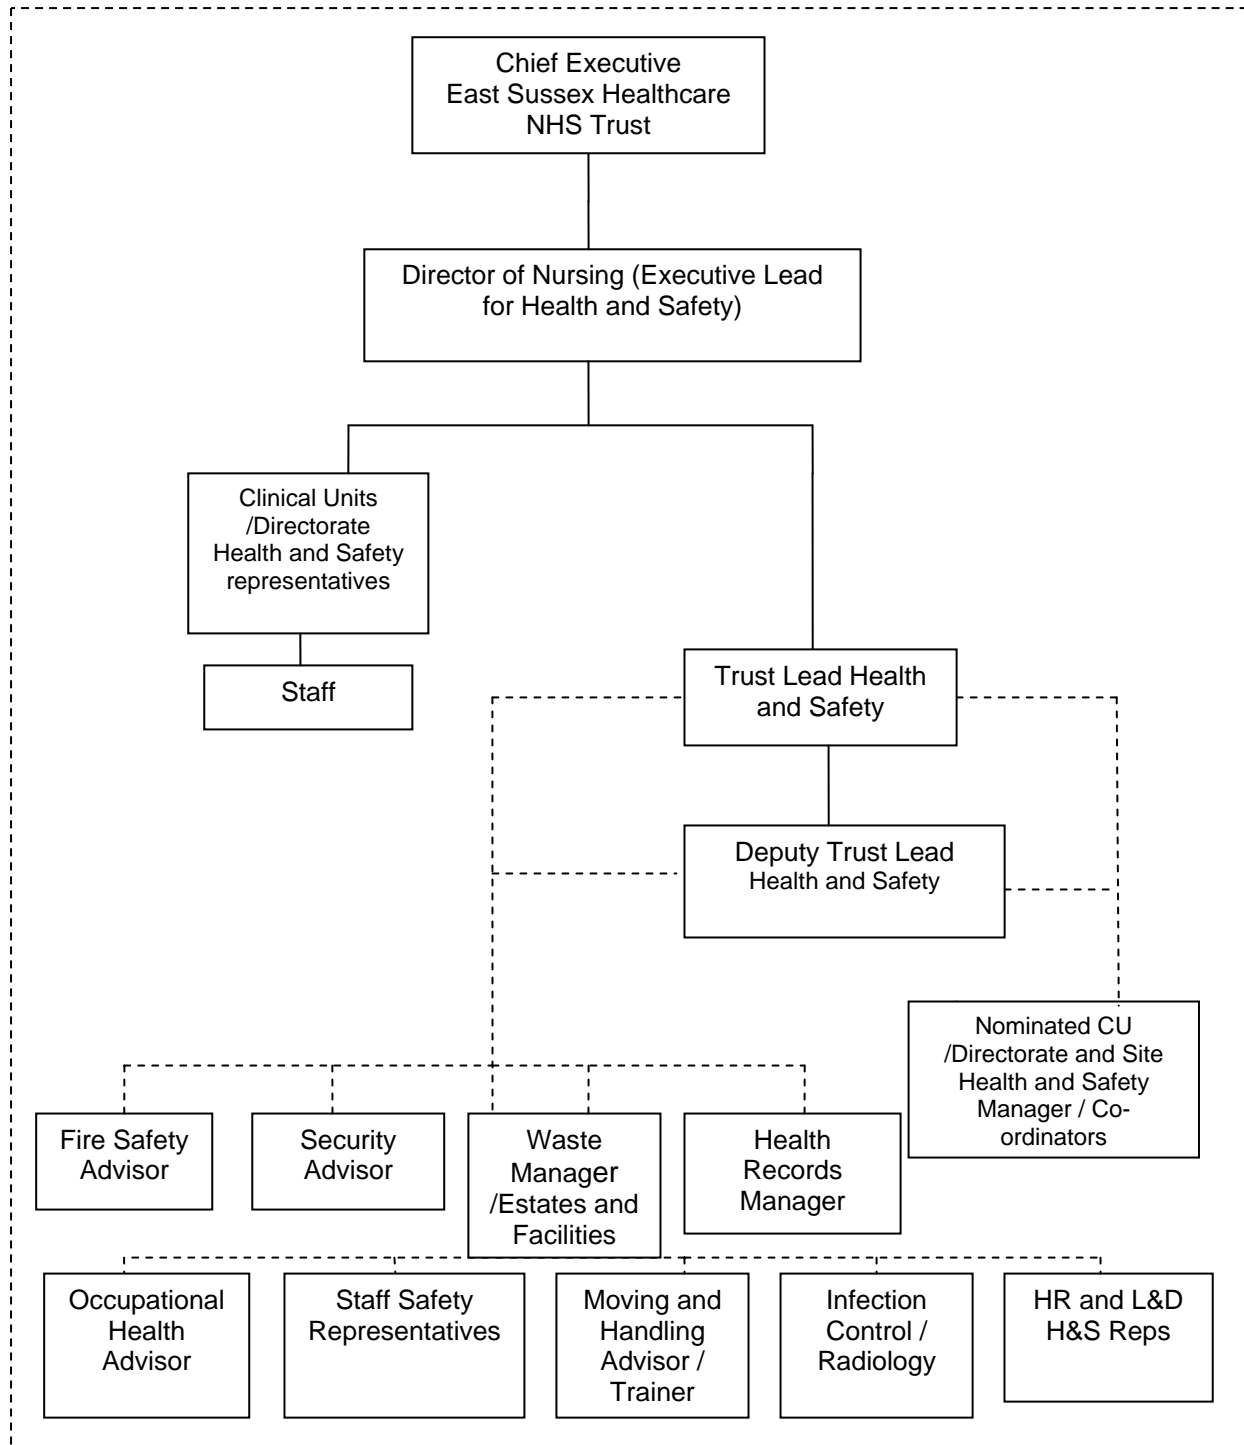 Chief Executive
East Sussex Healthcare
NHS Trust
Director of Nursing (Executive Lead
for Health and Safety)
Clinical Units
/Directorate
Health and Safety
representatives
Staff
Trust Lead Health
and Safety
Deputy Trust Lead
Health and Safety
Nominated CU
/Directorate and Site
Health and Safety
Manager / Co-
ordinators
Fire Safety
Advisor
Security
Advisor
Waste
Manager
/Estates and
Facilities
Health
Records
Manager
Occupational
Health
Advisor
Staff Safety
Representatives
Moving and
Handling
Advisor /
Trainer
Infection
Control /
Radiology
HR and L&D
H&S Reps